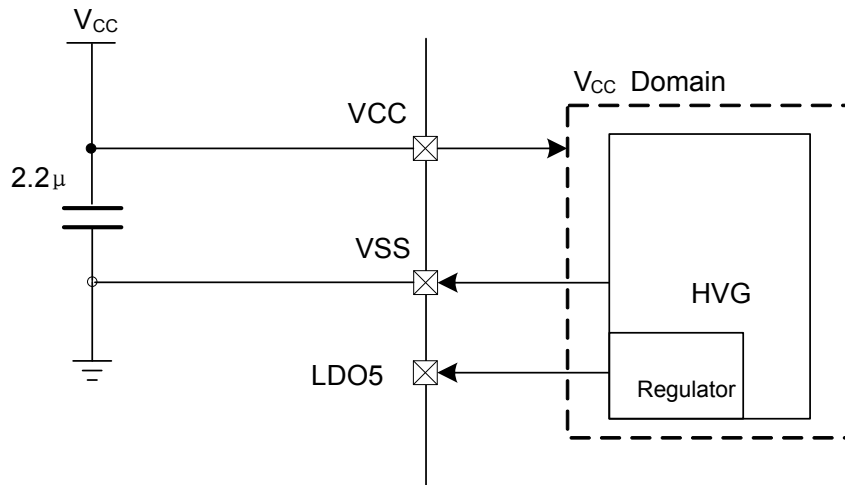 VCC
VCC Domain
VCC
2.2μ
VSS
HVG
LDO5
Regulator